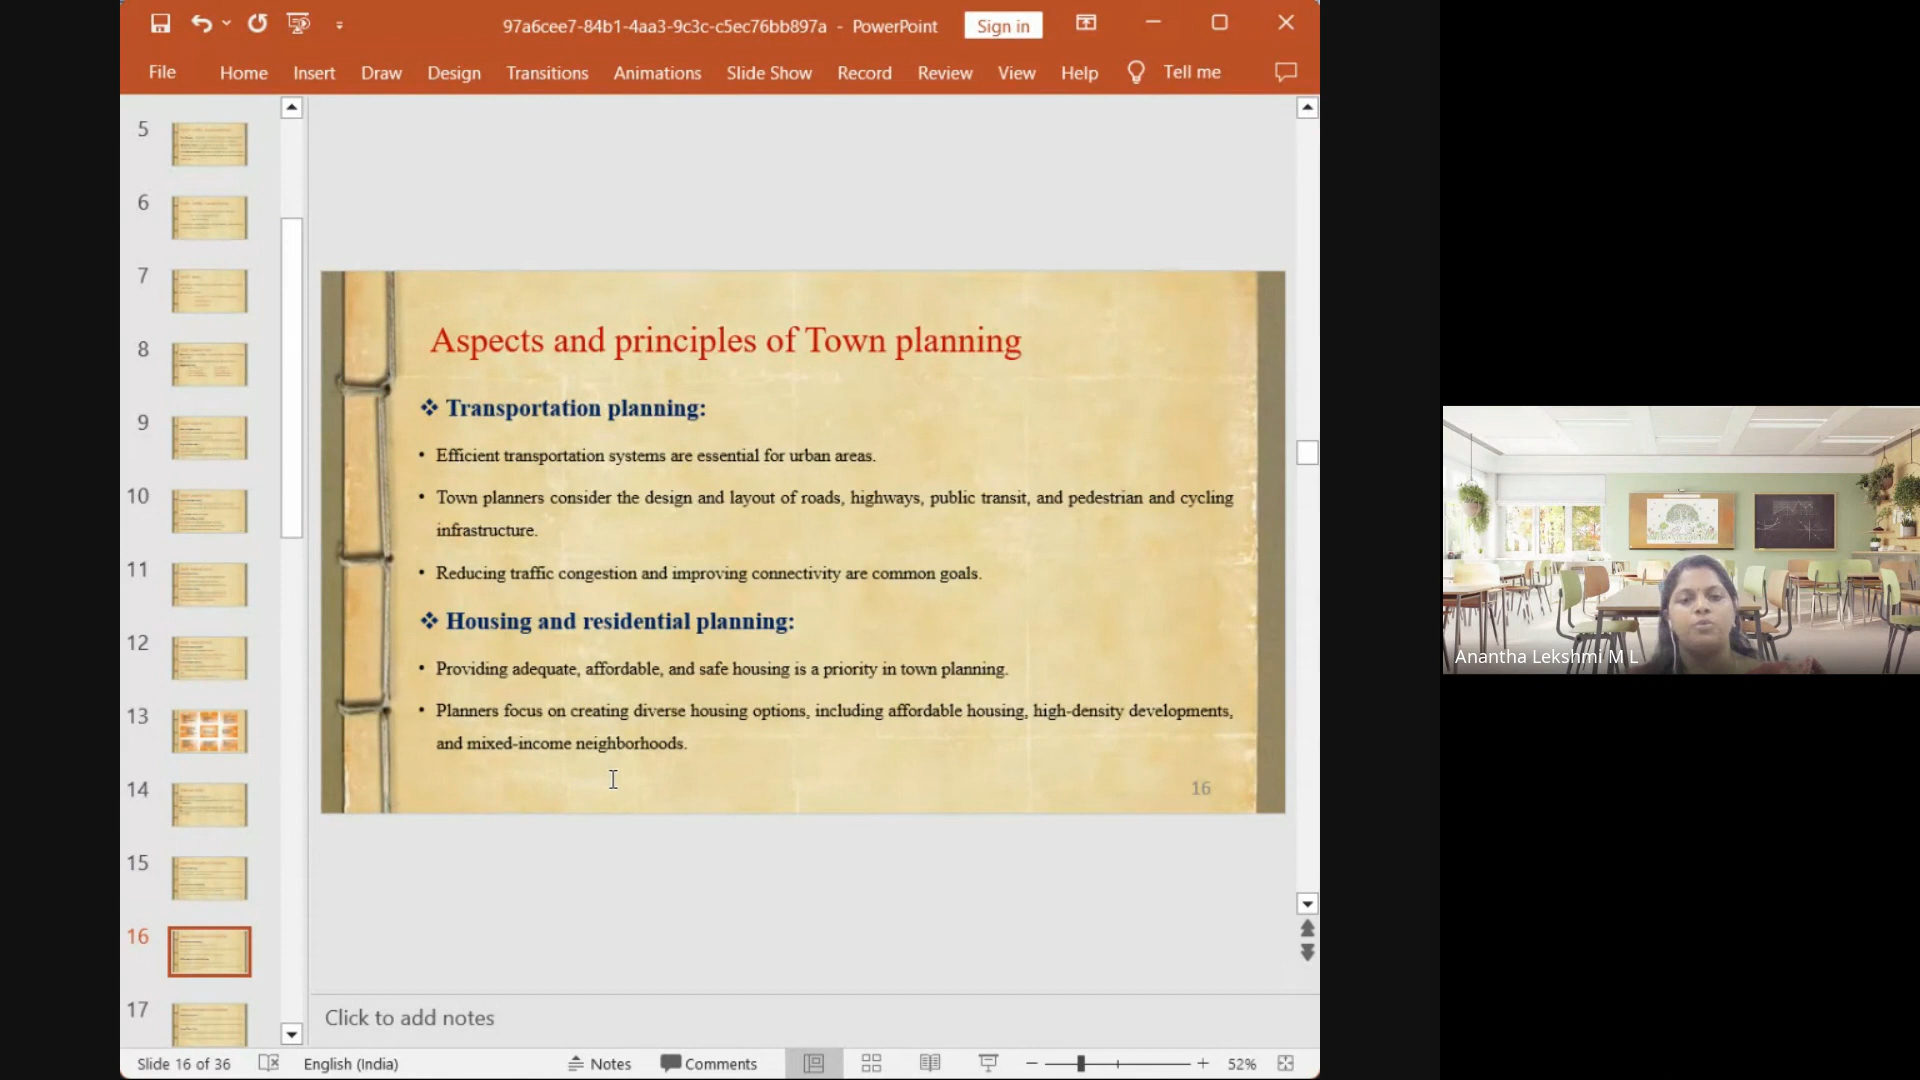 97a6cee7-84b1-4aa3-9c3c-c5ec76bb897a - PowerPoint
Sign in
File Home Insert Draw Design Transitions Animations Slide Show Record Review View Help Tell me
5
6
7
8
9
10
11
12
13
14
15
16
17
Aspects and principles of Town planning
❖ Transportation planning:
• Efficient transportation systems are essential for urban areas.
• Town planners consider the design and layout of roads, highways, public transit, and pedestrian and cycling
infrastructure.
• Reducing traffic congestion and improving connectivity are common goals.
❖ Housing and residential planning:
• Providing adequate, affordable, and safe housing is a priority in town planning.
• Planners focus on creating diverse housing options, including affordable housing, high-density developments,
and mixed-income neighborhoods.
16
Click to add notes
Slide 16 of 36 English (India) Notes Comments 52%
Anantha Lekshmi M L